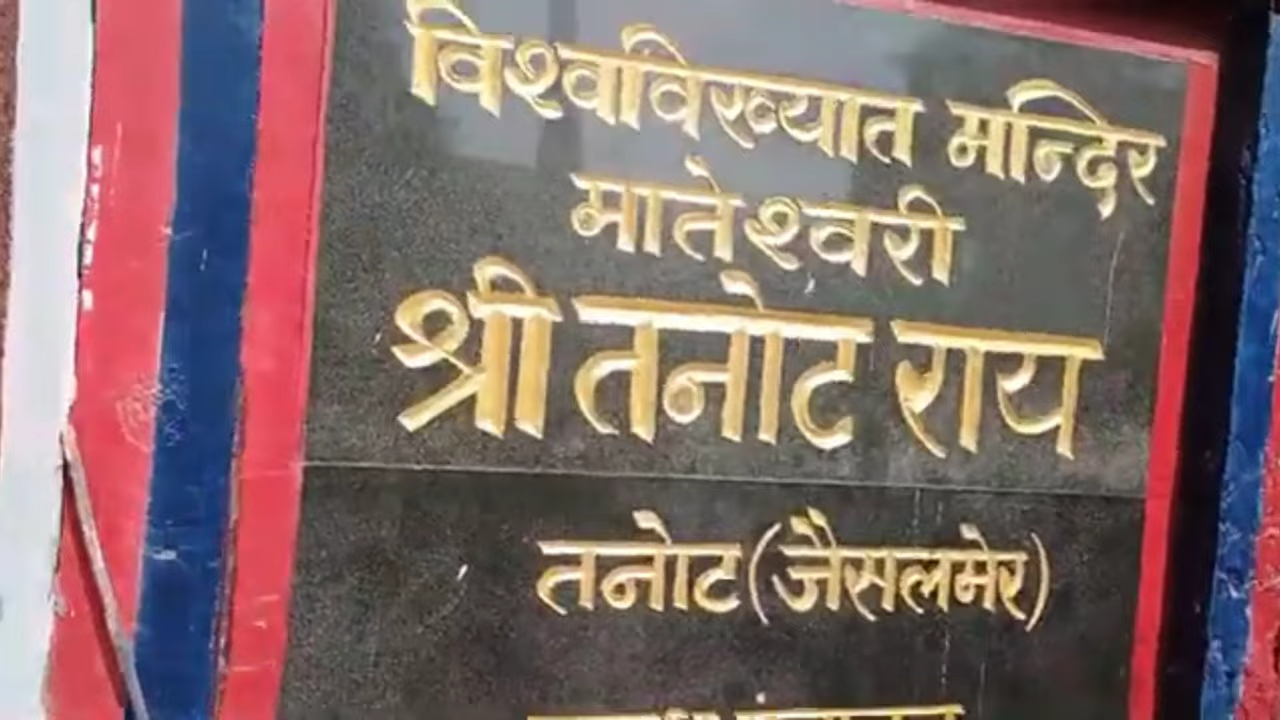 विश्वविख्यात मन्दिर
मातेश्वरी
श्री तनोट राय
तनोट (जैसलमेर)